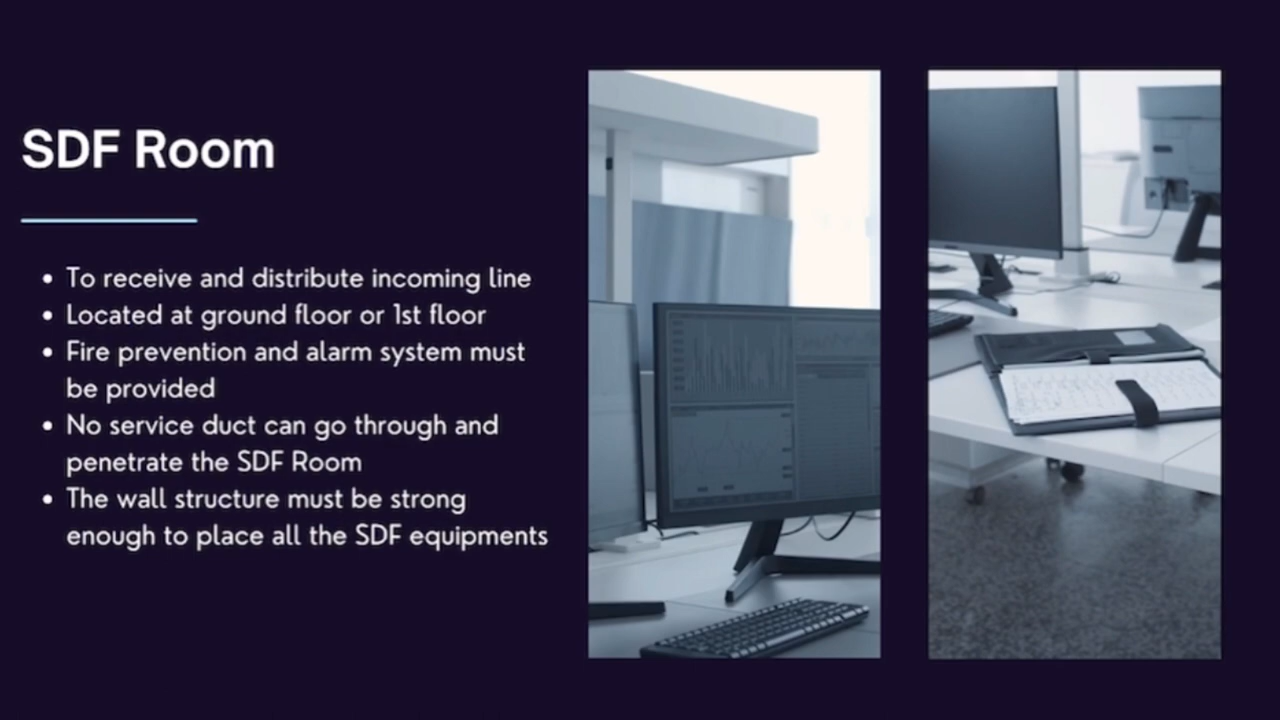 SDF Room
• To receive and distribute incoming line
• Located at ground floor or 1st floor
• Fire prevention and alarm system must
be provided
• No service duct can go through and
penetrate the SDF Room
• The wall structure must be strong
enough to place all the SDF equipments